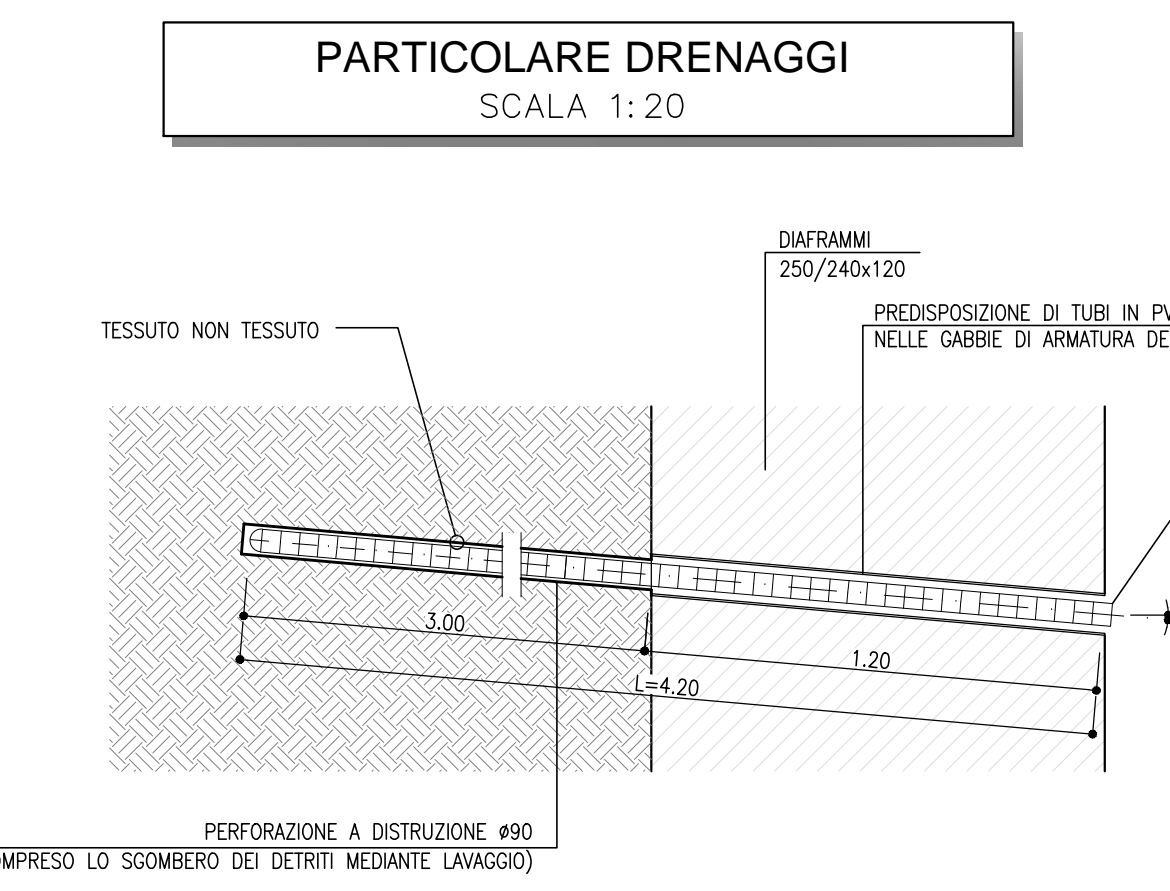 PARTICOLARE DRENAGGI
SCALA 1:20
DIAFRAMMI
250/240x120
PREDISPOSIZIONE DI TUBI IN
NELLE GABBIE DI ARMATURA
TESSUTO NON TESSUTO
3.00
1.20
L=4.20
PERFORAZIONE A DISTRUZIONE ø90
LO SGOMBERO DEI DETRITI MEDIANTE LAVAGGIO)